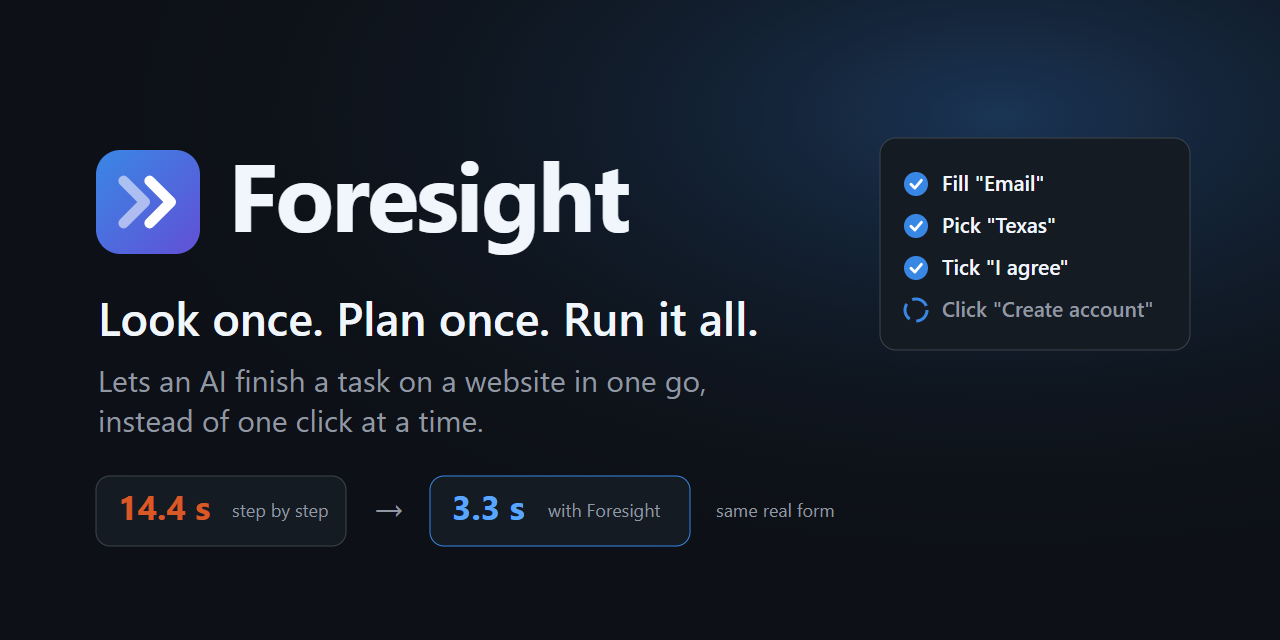 Foresight
Look once. Plan once. Run it all.
Lets an AI finish a task on a website in one go,
instead of one click at a time.
14.4 s step by step → 3.3 s with Foresight same real form
Fill "Email"
Pick "Texas"
Tick "I agree"
Click "Create account"